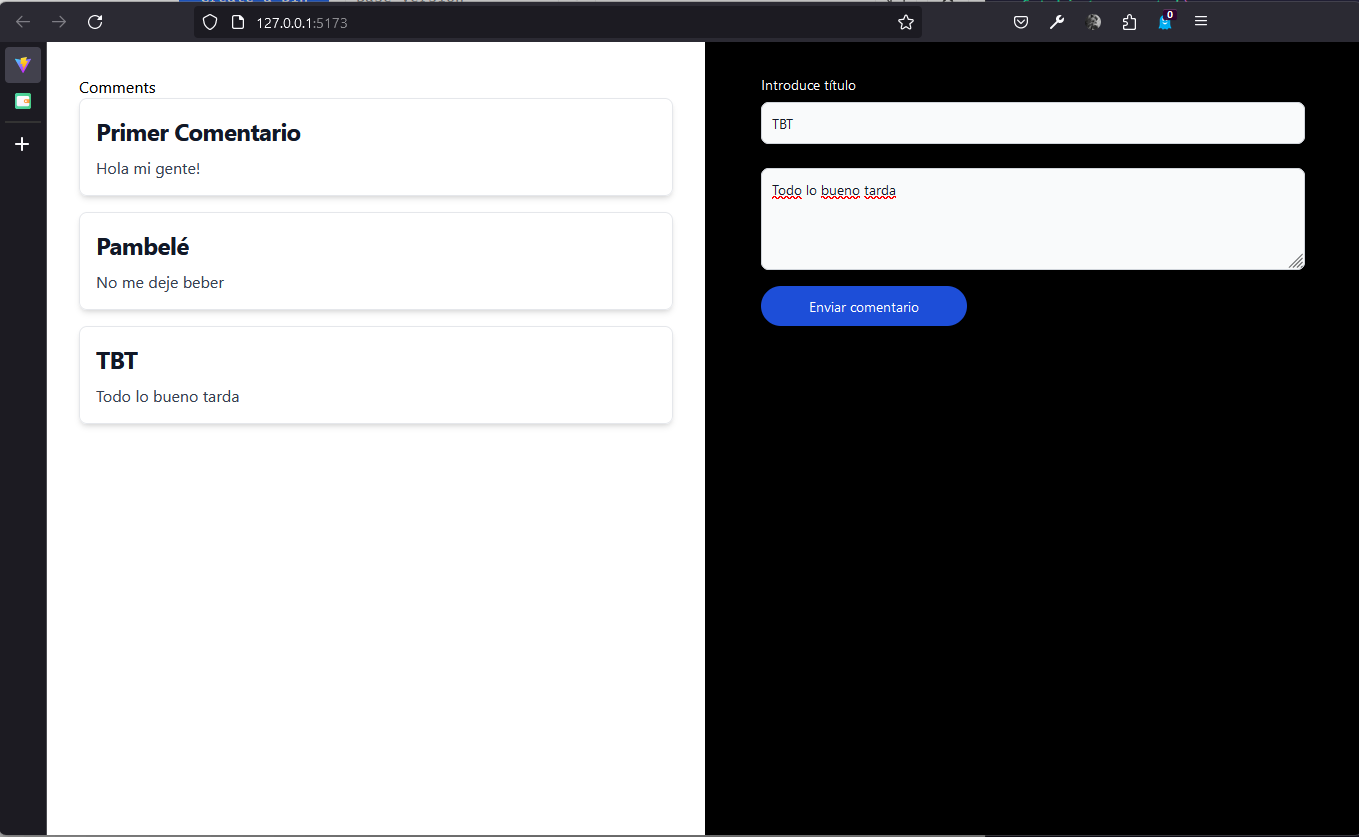 127.0.0.1:5173
0
Comments
Primer Comentario
Hola mi gente!
Pambelé
No me deje beber
TBT
Todo lo bueno tarda
Introduce título
TBT
Todo lo bueno tarda
Enviar comentario